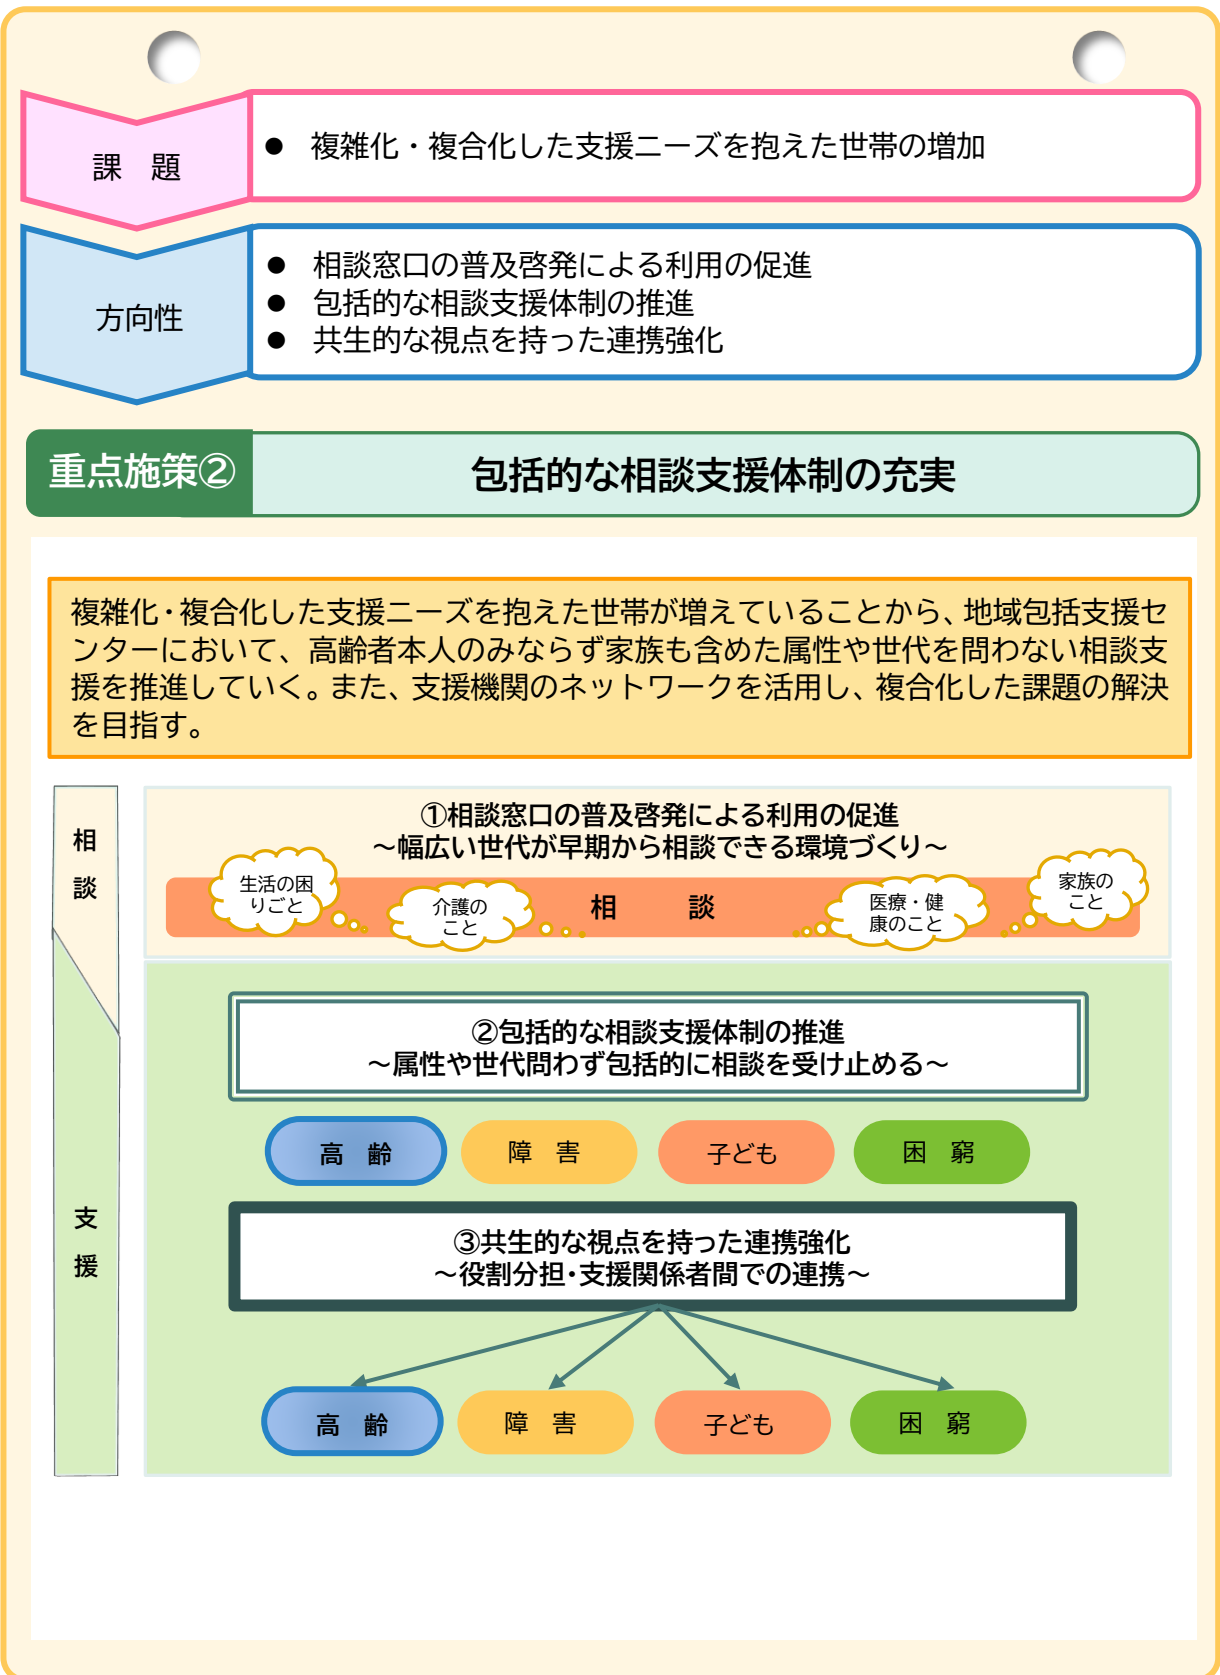 課　題
● 複雑化・複合化した支援ニーズを抱えた世帯の増加
方向性
● 相談窓口の普及啓発による利用の促進
● 包括的な相談支援体制の推進
● 共生的な視点を持った連携強化
重点施策②
包括的な相談支援体制の充実
複雑化・複合化した支援ニーズを抱えた世帯が増えていることから、地域包括支援セ
ンターにおいて、高齢者本人のみならず家族も含めた属性や世代を問わない相談支
援を推進していく。また、支援機関のネットワークを活用し、複合化した課題の解決
を目指す。
相
談
①相談窓口の普及啓発による利用の促進
～幅広い世代が早期から相談できる環境づくり～
生活の困
りごと
介護の
こと
相　談
医療・健
康のこと
家族の
こと
②包括的な相談支援体制の推進
～属性や世代問わず包括的に相談を受け止める～
高　齢
障　害
子ども
困　窮
支
援
③共生的な視点を持った連携強化
～役割分担・支援関係者間での連携～
高　齢
障　害
子ども
困　窮